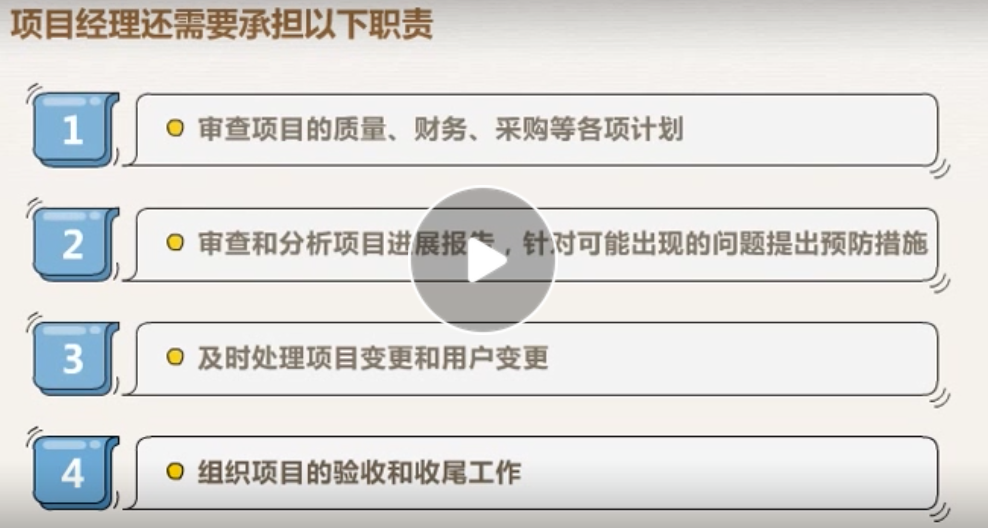 项目经理还需要承担以下职责
1
审查项目的质量、财务、采购等各项计划
2
审查和分析项目进展报告，针对可能出现的问题提出预防措施
3
及时处理项目变更和用户变更
4
组织项目的验收和收尾工作